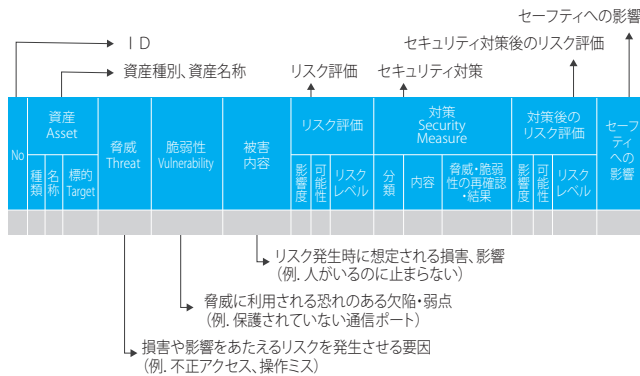 セーフティへの影響
ID
セキュリティ対策後のリスク評価
資産種別、資産名称
リスク評価
セキュリティ対策
No
資産
Asset
脅威
Threat
脆弱性
Vulnerability
被害
内容
リスク評価
対策
Security
Measure
対策後の
リスク評価
セーフ
ティ
への
影響
種類
名称
標的
Target
影響度
可能性
リスク
レベル
分類
内容
脅威・脆弱
性の再確認
・結果
影響度
可能性
リスク
レベル
リスク発生時に想定される損害、影響
(例. 人がいるのに止まらない)
脅威に利用される恐れのある欠陥・弱点
(例. 保護されていない通信ポート)
損害や影響をあたえるリスクを発生させる要因
(例. 不正アクセス、操作ミス)